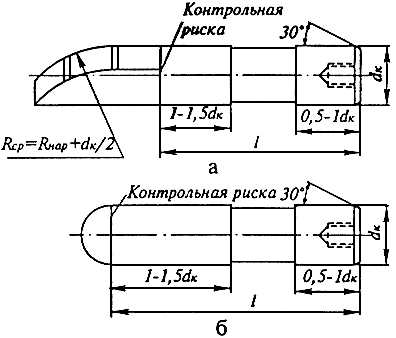 Контрольная
риска
30°
dк
1-1,5dк
0,5-1dк
Rср=Rнар+dк/2
l
а
Контрольная риска
30°
dк
1-1,5dк
0,5-1dк
l
б